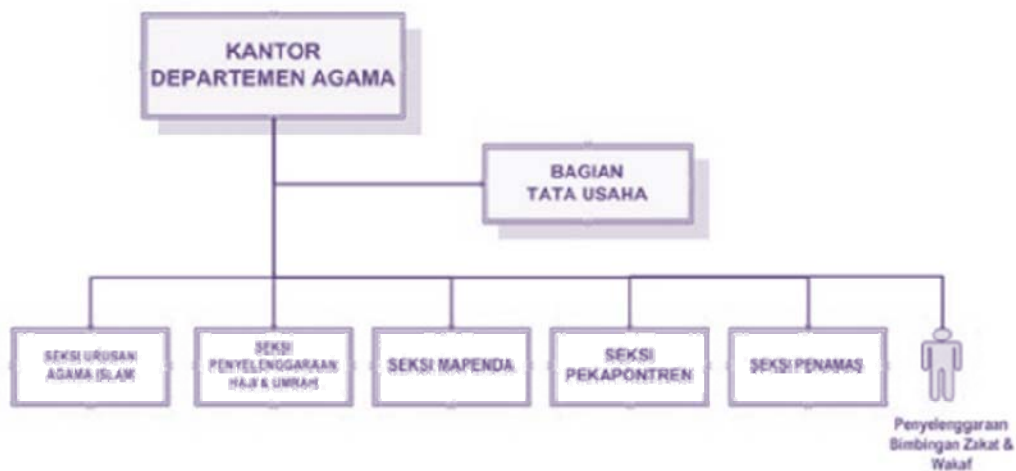 KANTOR
DEPARTEMEN AGAMA
BAGIAN
TATA USAHA
SEKSI URUSAN
AGAMA ISLAM
SEKSI
PENYELENGGARAAN
HAJI & UMRAH
SEKSI MAPENDA
SEKSI
PEKAPONTREN
SEKSI PENAMAS
Penyelenggaraan
Bimbingan Zakat &
Wakaf